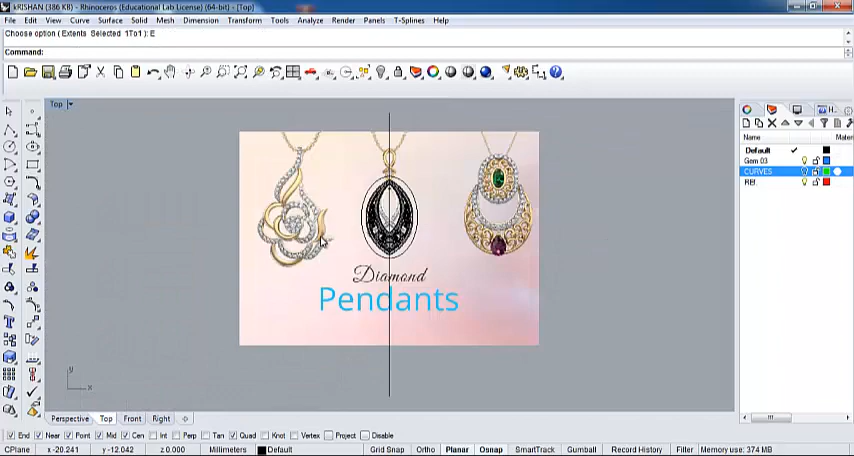 kRISHAN (386 KB) - Rhinoceros (Educational Lab License) (64-bit) - [Top]
File Edit View Curve Surface Solid Mesh Dimension Transform Tools Analyze Render Panels T-Splines Help
Choose option ( Extents Selected 1To1 ): E
Command:
Top
H...
Name Mater
Default
Gem 03
CURVES
Diamond
Pendants
y
x
Perspective Top Front Right
End Near Point Mid Cen Int Perp Tan Quad Knot Vertex Project Disable
CPlane x -20.241 y -12.042 z 0.000 Millimeters Default Grid Snap Ortho Planar Osnap SmartTrack Gumball Record History Filter Memory use: 374 MB